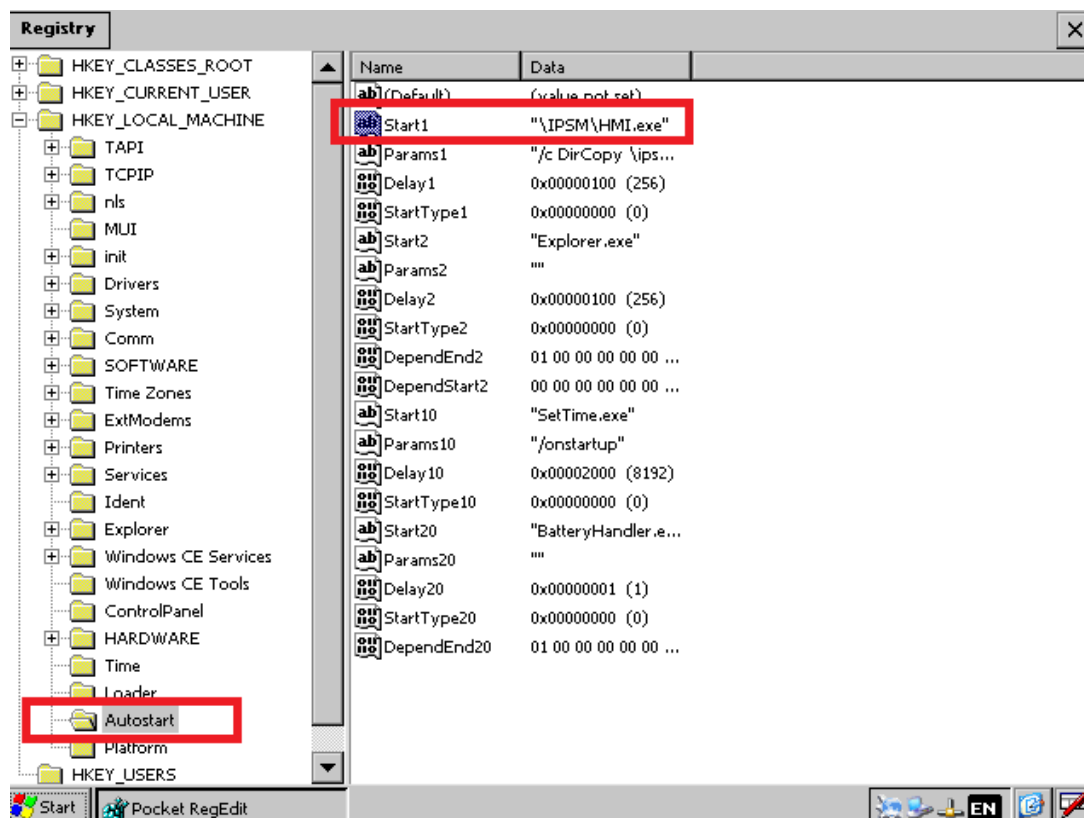 Registry
HKEY_CLASSES_ROOT
HKEY_CURRENT_USER
HKEY_LOCAL_MACHINE
TAPI
TCPIP
nls
MUI
init
Drivers
System
Comm
SOFTWARE
Time Zones
ExtModems
Printers
Services
Ident
Explorer
Windows CE Services
Windows CE Tools
ControlPanel
HARDWARE
Time
Loader
Autostart
Platform
HKEY_USERS
Name Data
(Default) (value not set)
Start1 "\IPSM\HMI.exe"
Params1 "/c DirCopy \ips...
Delay1 0x00000100 (256)
StartType1 0x00000000 (0)
Start2 "Explorer.exe"
Params2 ""
Delay2 0x00000100 (256)
StartType2 0x00000000 (0)
DependEnd2 01 00 00 00 00 00 ...
DependStart2 00 00 00 00 00 00 ...
Start10 "SetTime.exe"
Params10 "/onstartup"
Delay10 0x00002000 (8192)
StartType10 0x00000000 (0)
Start20 "BatteryHandler.e...
Params20 ""
Delay20 0x00000001 (1)
StartType20 0x00000000 (0)
DependEnd20 01 00 00 00 00 00 ...
Start Pocket RegEdit EN